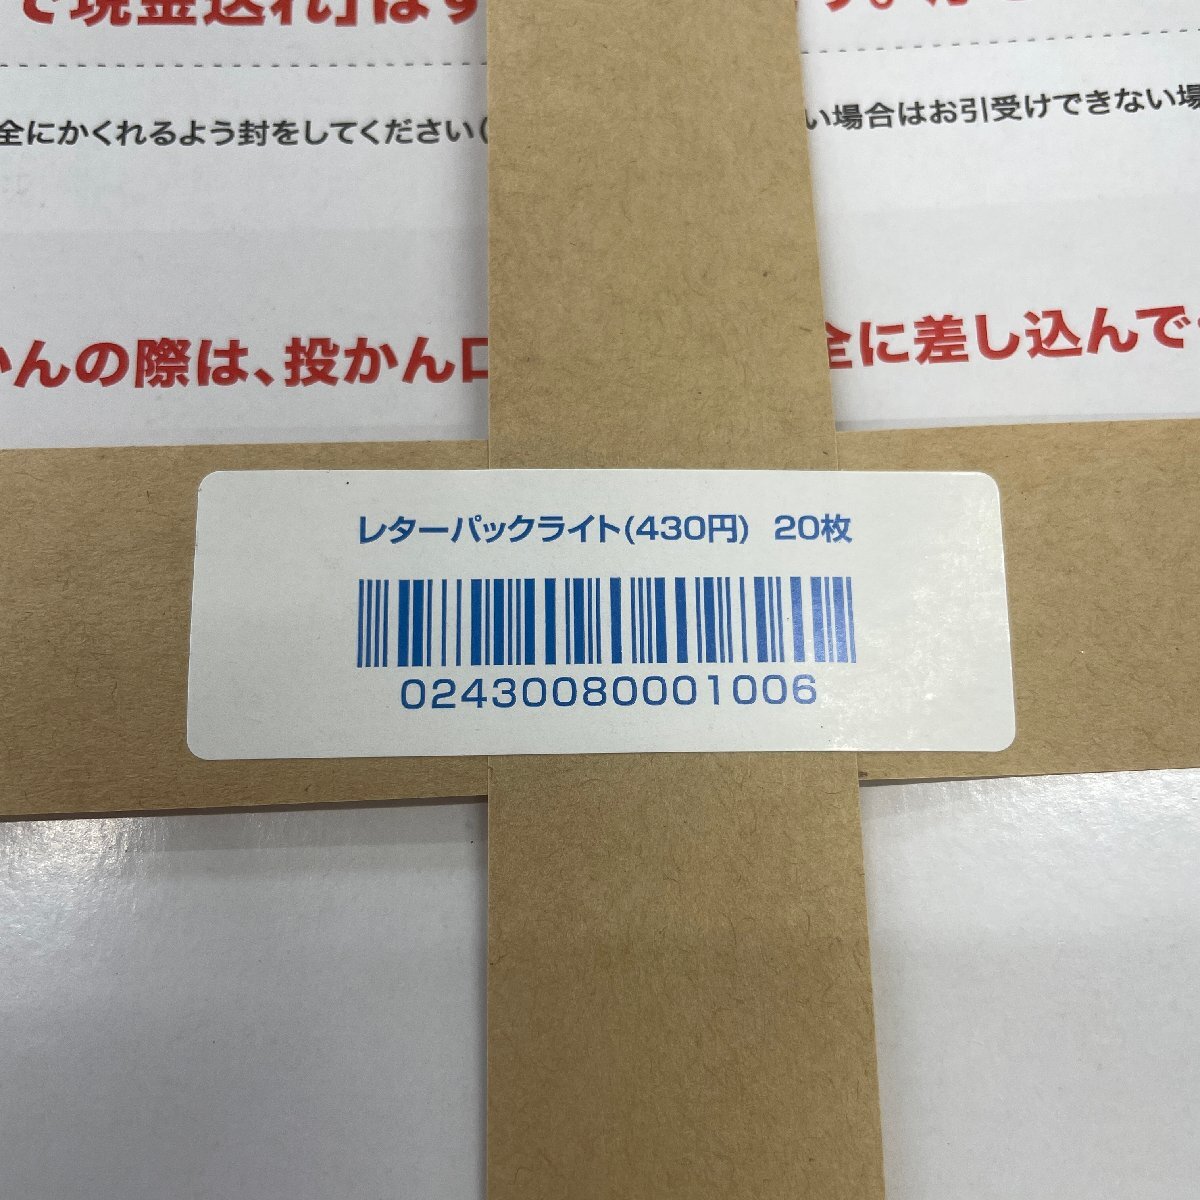 で現金送れ」はす
全にかくれるよう封をしてください(
い場合はお引受けできない場
かんの際は、投かん口
全に差し込んで
レターパックライト(430円) 20枚
02430080001006